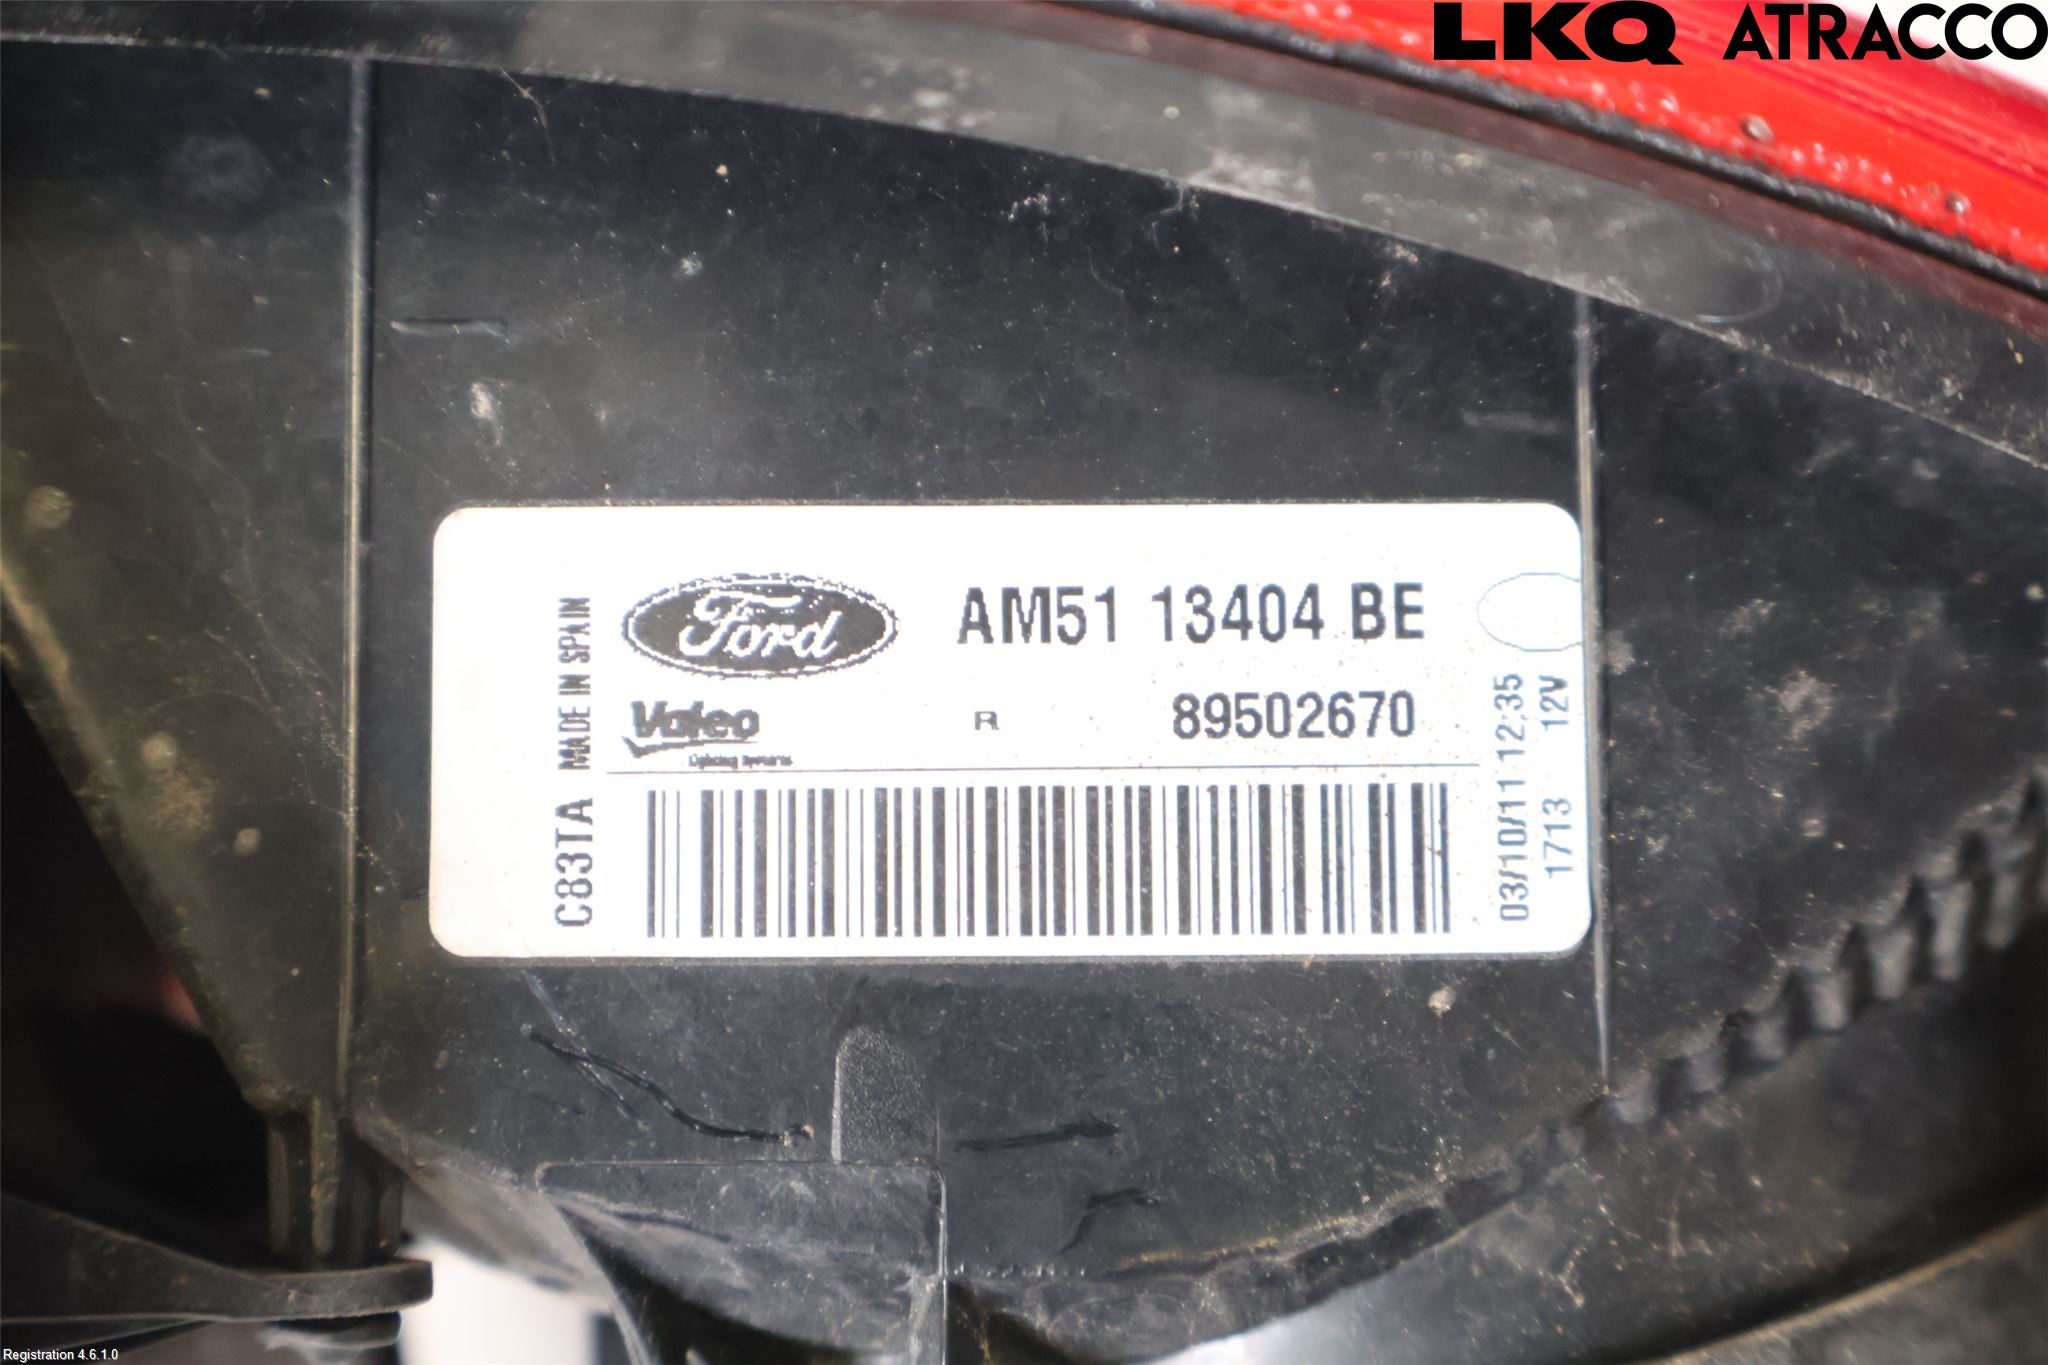 LKQ ATRACCO
Ford
AM51 13404 BE
Valeo
R
89502670
MADE IN SPAIN
C83TA
03/10/11 12:35
1713 12V
Registration 4.6.1.0